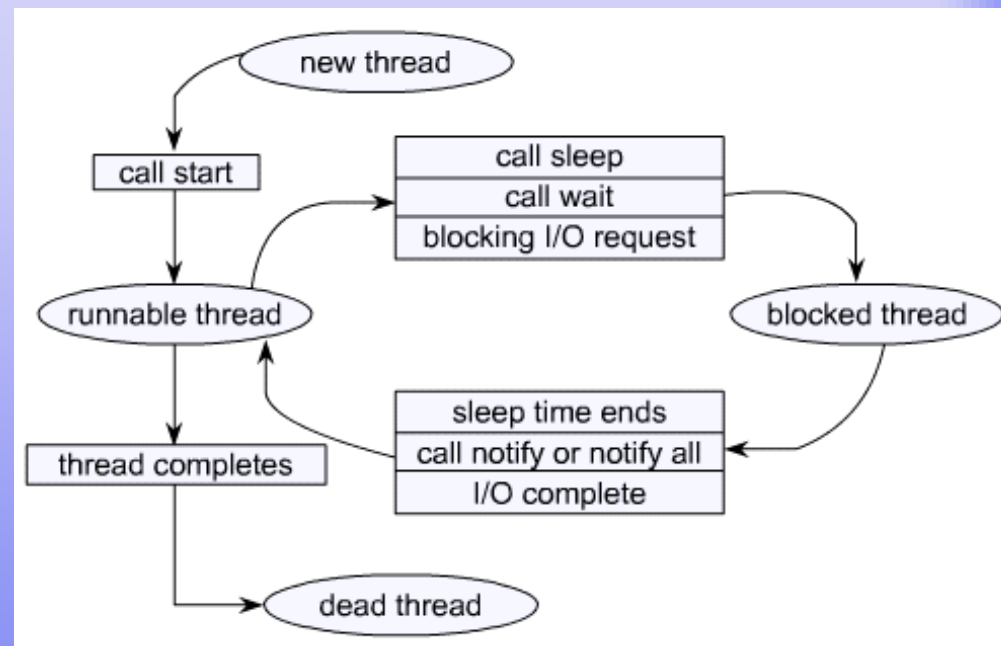 new thread
call start
call sleep
call wait
blocking I/O request
runnable thread
blocked thread
sleep time ends
call notify or notify all
I/O complete
thread completes
dead thread